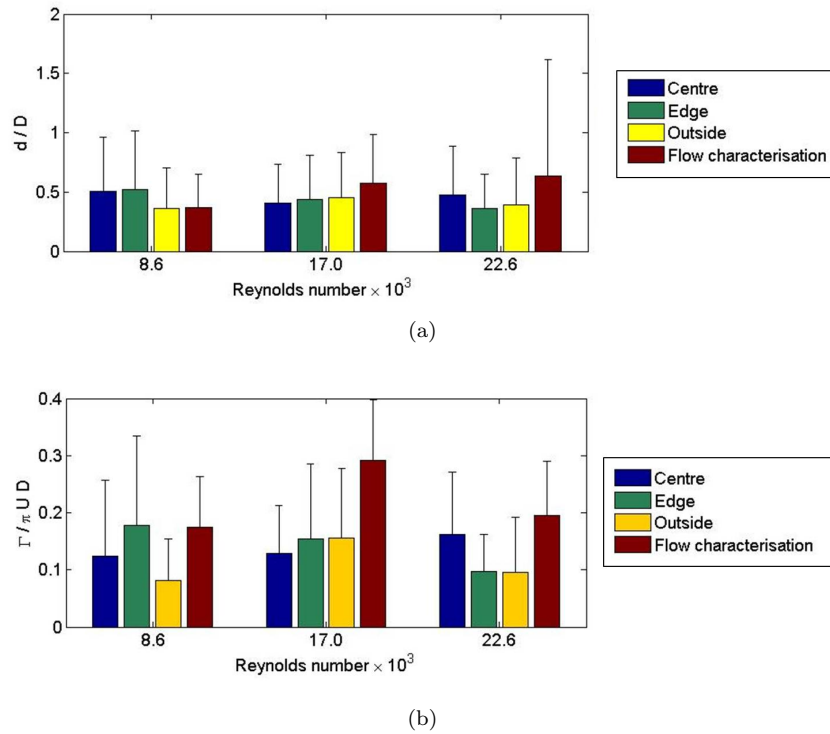 2
1.5
1
0.5
0
d / D
8.6
17.0
22.6
Reynolds number × 10³
Centre
Edge
Outside
Flow characterisation
(a)
0.4
0.3
0.2
0.1
0
Γ / π U D
8.6
17.0
22.6
Reynolds number × 10³
Centre
Edge
Outside
Flow characterisation
(b)